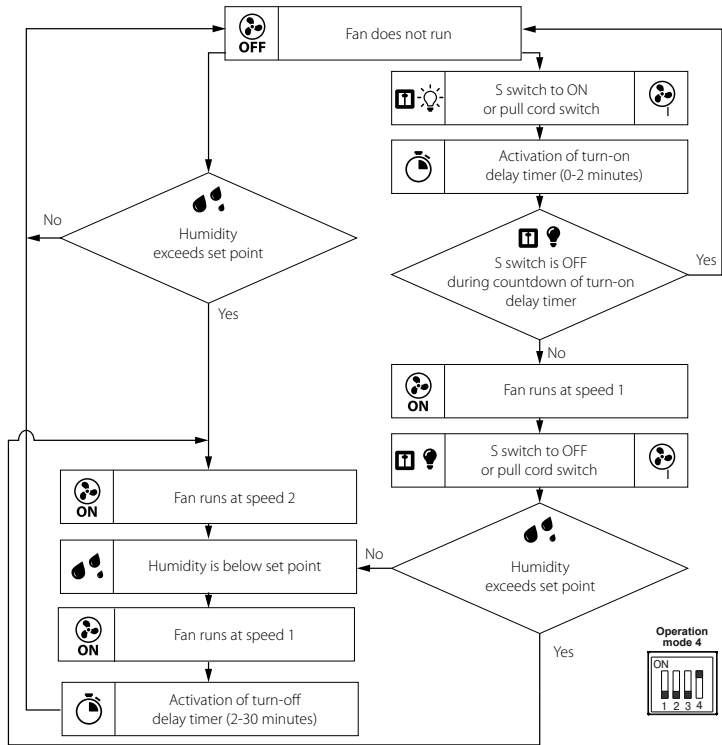 OFF
Fan does not run
S switch to ON
or pull cord switch
I
Activation of turn-on
delay timer (0-2 minutes)
No
Humidity
exceeds set point
Yes
S switch is OFF
during countdown of turn-on
delay timer
Yes
No
ON
Fan runs at speed 1
S switch to OFF
or pull cord switch
I
ON
Fan runs at speed 2
Humidity is below set point
No
Humidity
exceeds set point
Yes
ON
Fan runs at speed 1
Activation of turn-off
delay timer (2-30 minutes)
Operation
mode 4
ON
1 2 3 4